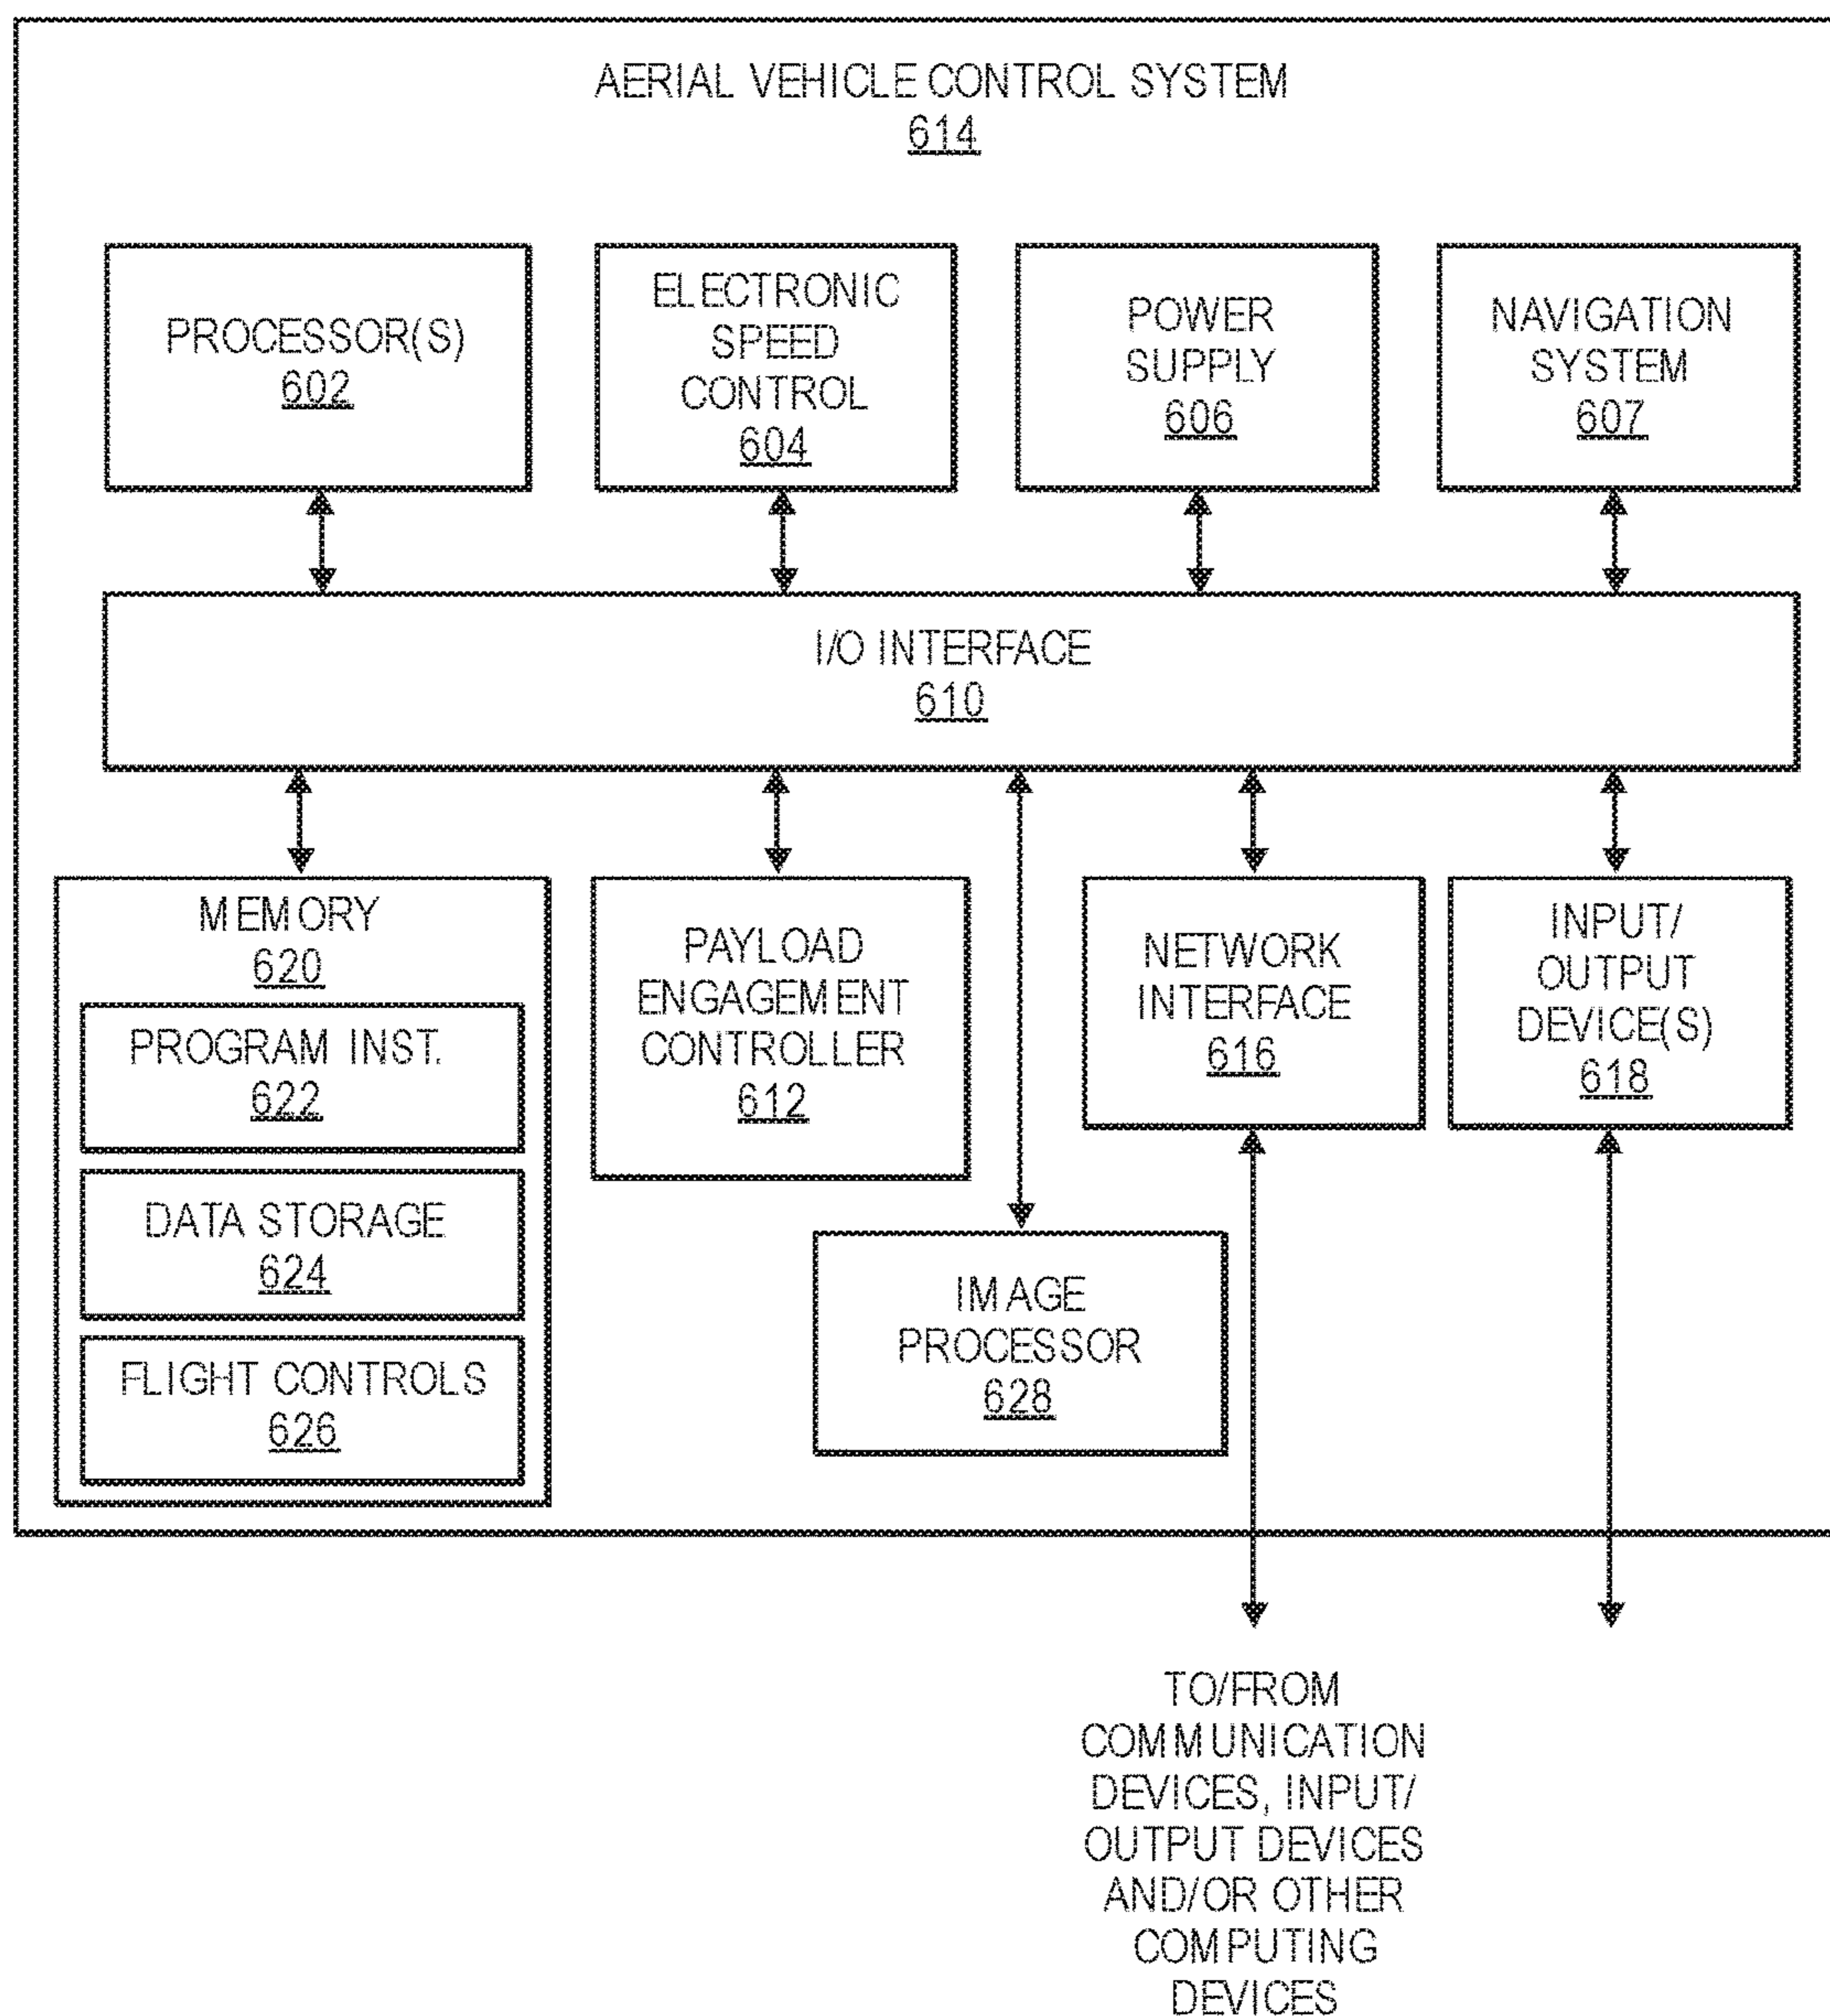 AERIAL VEHICLE CONTROL SYSTEM
614
PROCESSOR(S)
602
ELECTRONIC
SPEED
CONTROL
604
POWER
SUPPLY
606
NAVIGATION
SYSTEM
607
I/O INTERFACE
610
MEMORY
620
PROGRAM INST.
622
DATA STORAGE
624
FLIGHT CONTROLS
626
PAYLOAD
ENGAGEMENT
CONTROLLER
612
IMAGE
PROCESSOR
628
NETWORK
INTERFACE
616
INPUT/
OUTPUT
DEVICE(S)
618
TO/FROM
COMMUNICATION
DEVICES, INPUT/
OUTPUT DEVICES
AND/OR OTHER
COMPUTING
DEVICES